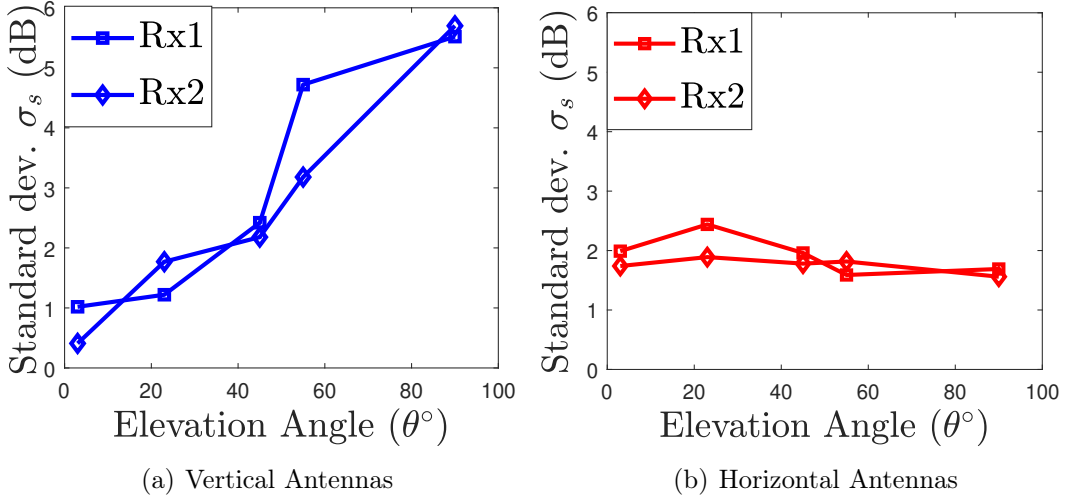 6
5
4
3
2
1
0
0 20 40 60 80 100
Standard dev. σₛ (dB)
Elevation Angle (θ°)
Rx1
Rx2
(a) Vertical Antennas
6
5
4
3
2
1
0
0 20 40 60 80 100
Standard dev. σₛ (dB)
Elevation Angle (θ°)
Rx1
Rx2
(b) Horizontal Antennas